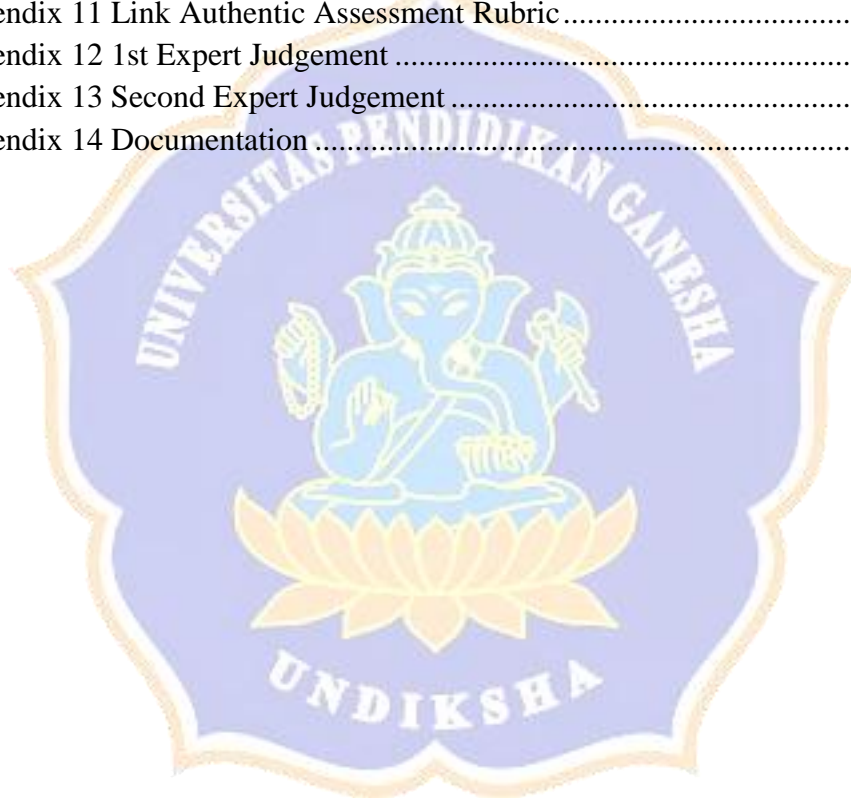 endix 11 Link Authentic Assessment Rubric....................................
endix 12 1st Expert Judgement.........................................................
endix 13 Second Expert Judgement..................................................
endix 14 Documentation...................................................................
UNIVERSITAS PENDIDIKAN GANESHA
UNDIKSHA